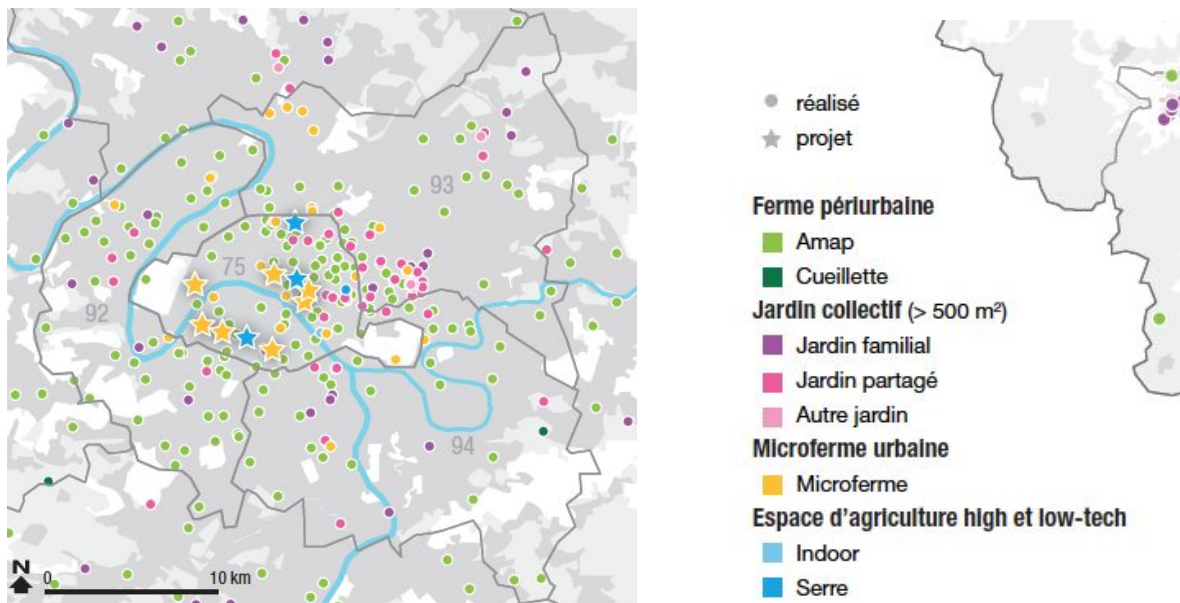 93
75
92
94
N
0 10 km
réalisé
projet
Ferme périurbaine
Amap
Cueillette
Jardin collectif (> 500 m²)
Jardin familial
Jardin partagé
Autre jardin
Microferme urbaine
Microferme
Espace d’agriculture high et low-tech
Indoor
Serre